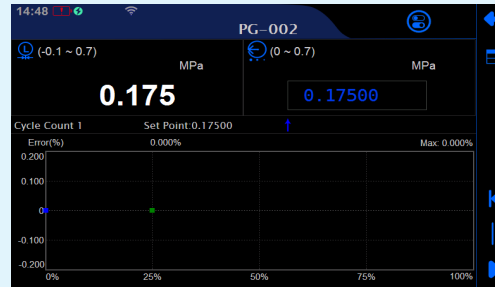 14:48
PG-002
L (-0.1 ~ 0.7)
MPa
(0 ~ 0.7)
MPa
0.175
0.17500
Cycle Count 1 Set Point:0.17500
Error(%) 0.000% Max: 0.000%
0.200
0.100
0
-0.100
-0.200
0% 25% 50% 75% 100%